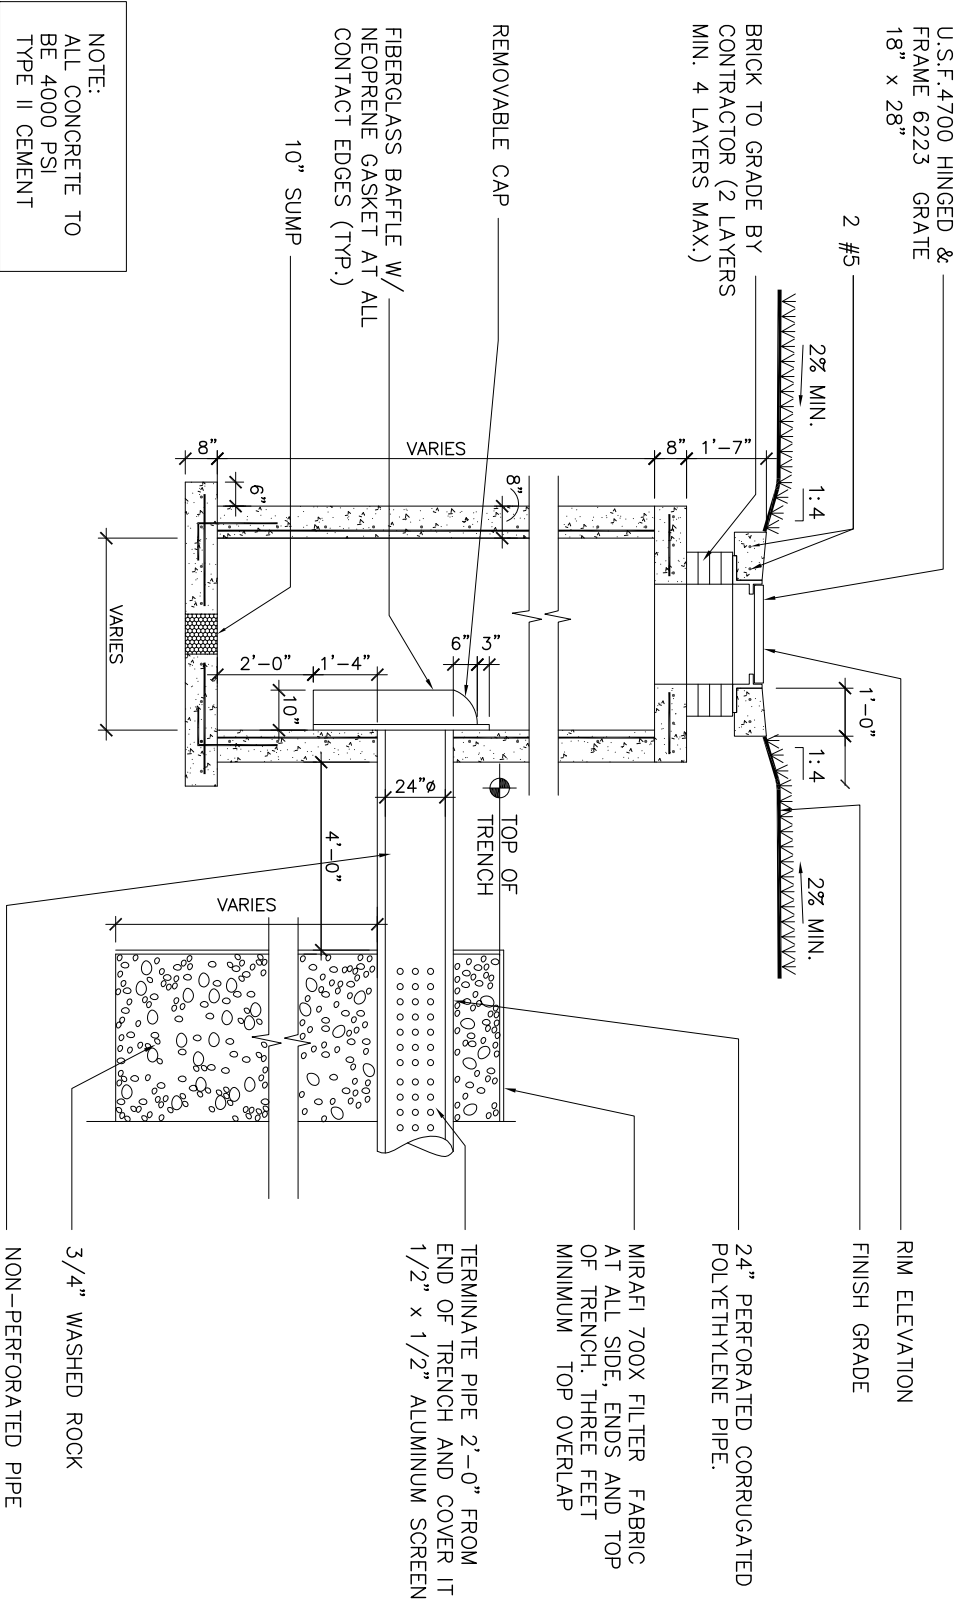 U.S.F.4700 HINGED &
FRAME 6223 GRATE
18" x 28"
2 #5
BRICK TO GRADE BY
CONTRACTOR (2 LAYERS
MIN. 4 LAYERS MAX.)
REMOVABLE CAP
FIBERGLASS BAFFLE W/
NEOPRENE GASKET AT ALL
CONTACT EDGES (TYP.)
10" SUMP
NOTE:
ALL CONCRETE TO
BE 4000 PSI
TYPE II CEMENT
2% MIN.
1:4
1'-7"
8"
VARIES
8"
6"
8"
VARIES
2'-0"
1'-4"
10"
6"
3"
1'-0"
1:4
2% MIN.
24"ø
TOP OF
TRENCH
4'-0"
VARIES
RIM ELEVATION
FINISH GRADE
24" PERFORATED CORRUGATED
POLYETHYLENE PIPE.
MIRAFI 700X FILTER FABRIC
AT ALL SIDE, ENDS AND TOP
OF TRENCH. THREE FEET
MINIMUM TOP OVERLAP
TERMINATE PIPE 2'-0" FROM
END OF TRENCH AND COVER IT
1/2" x 1/2" ALUMINUM SCREEN
3/4" WASHED ROCK
NON-PERFORATED PIPE